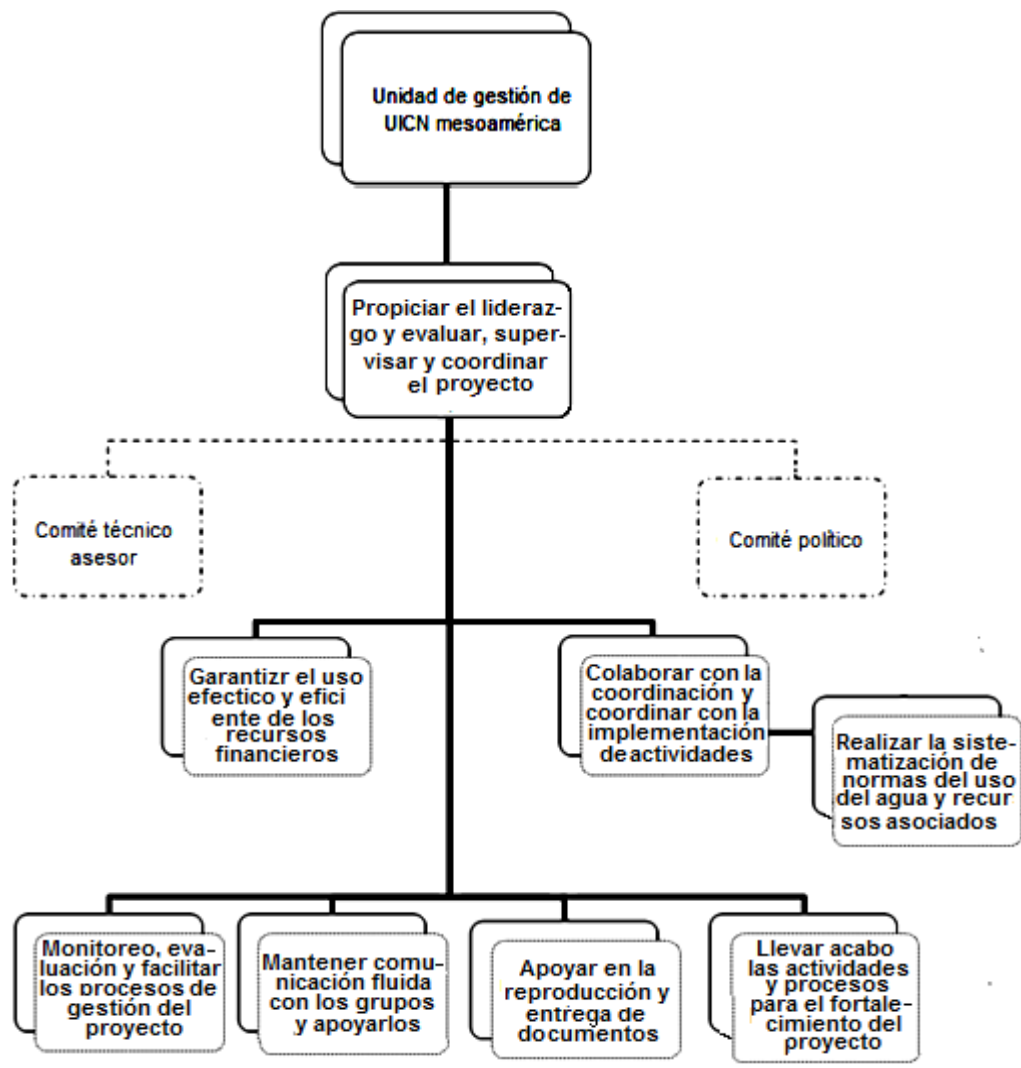 Unidad de gestión de
UICN mesoamérica
Propiciar el lideraz-
go y evaluar, super-
visar y coordinar
el proyecto
Comité técnico
asesor
Comité político
Garantizr el uso
efectico y efici
ente de los
recursos
financieros
Colaborar con la
coordinación y
coordinar con la
implementación
de actividades
Realizar la siste-
matización de
normas del uso
del agua y recur
sos asociados
Monitoreo, eva-
luación y facilitar
los procesos de
gestión del
proyecto
Mantener comu-
nicación fluida
con los grupos
y apoyarlos
Apoyar en la
reproducción y
entrega de
documentos
Llevar acabo
las actividades
y procesos
para el fortale-
cimiento del
proyecto